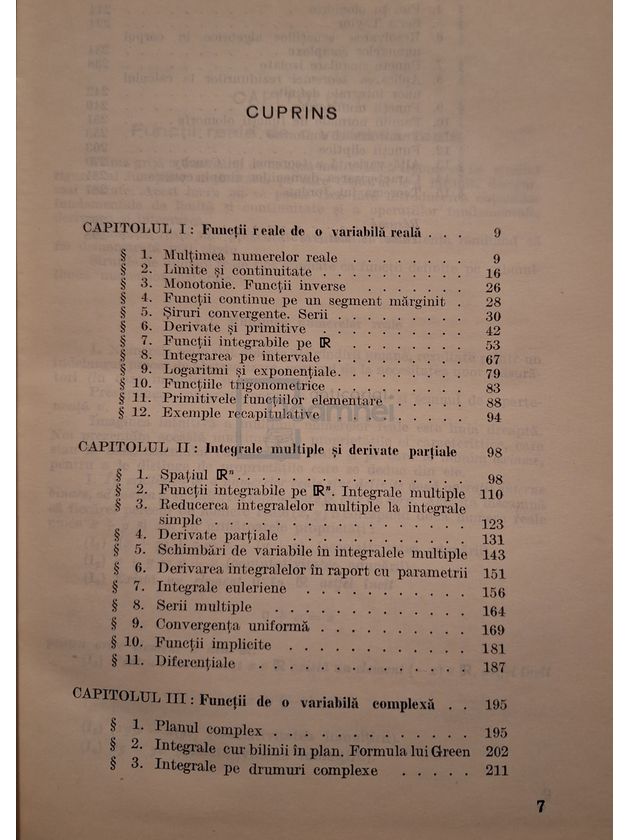 CUPRINS
CAPITOLUL I: Funcții reale de o variabilă reală . . . 9
§ 1. Mulțimea numerelor reale . . . . . . . . 9
§ 2. Limite și continuitate . . . . . . . . . . 16
§ 3. Monotonie. Funcții inverse . . . . . . . 26
§ 4. Funcții continue pe un segment mărginit . 28
§ 5. Șiruri convergente. Serii . . . . . . . . 30
§ 6. Derivate și primitive . . . . . . . . . . 42
§ 7. Funcții integrabile pe ℝ . . . . . . . . 53
§ 8. Integrarea pe intervale . . . . . . . . . 67
§ 9. Logaritmi și exponențiale. . . . . . . . 79
§ 10. Funcțiile trigonometrice . . . . . . . . 83
§ 11. Primitivele funcțiilor elementare . . . . 88
§ 12. Exemple recapitulative . . . . . . . . 94
CAPITOLUL II: Integrale multiple și derivate parțiale 98
§ 1. Spațiul ℝⁿ. . . . . . . . . . . . . . . 98
§ 2. Funcții integrabile pe ℝⁿ. Integrale multiple 110
§ 3. Reducerea integralelor multiple la integrale
simple . . . . . . . . . . . . . . . . . 123
§ 4. Derivate parțiale . . . . . . . . . . . . 131
§ 5. Schimbări de variabile în integralele multiple 143
§ 6. Derivarea integralelor în raport cu parametrii 151
§ 7. Integrale euleriene . . . . . . . . . . . 156
§ 8. Serii multiple . . . . . . . . . . . . . 164
§ 9. Convergența uniformă . . . . . . . . . . 169
§ 10. Funcții implicite . . . . . . . . . . . . 181
§ 11. Diferențiale . . . . . . . . . . . . . . 187
CAPITOLUL III: Funcții de o variabilă complexă . . 195
§ 1. Planul complex . . . . . . . . . . . . . 195
§ 2. Integrale cur bilinii în plan. Formula lui Green 202
§ 3. Integrale pe drumuri complexe . . . . . 211
7